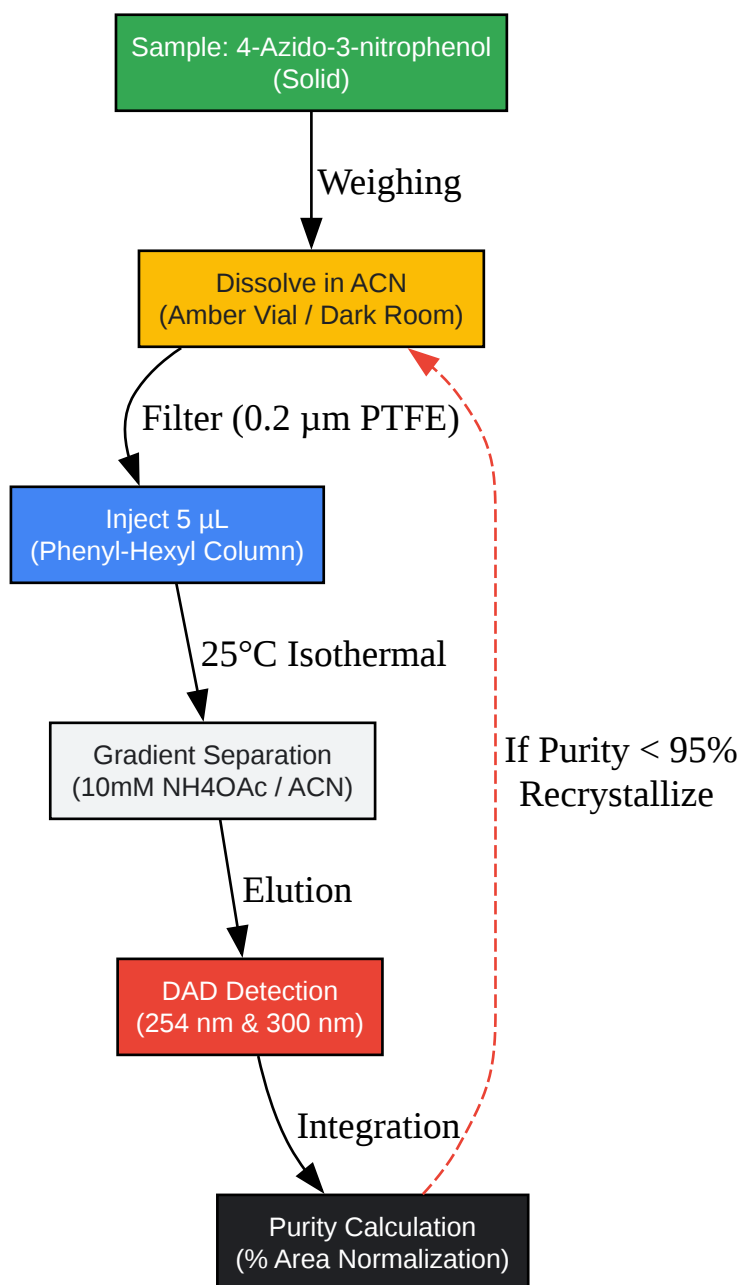 Sample: 4-Azido-3-nitrophenol
(Solid)
Weighing
Dissolve in ACN
(Amber Vial / Dark Room)
Filter (0.2 µm PTFE)
Inject 5 µL
(Phenyl-Hexyl Column)
25°C Isothermal
Gradient Separation
(10mM NH4OAc / ACN)
If Purity < 95%
Recrystallize
Elution
DAD Detection
(254 nm & 300 nm)
Integration
Purity Calculation
(% Area Normalization)